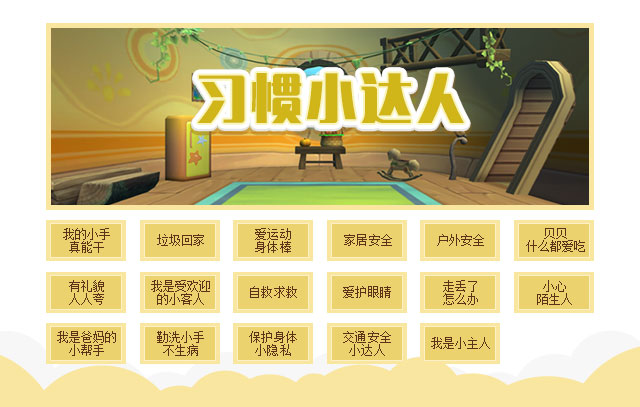 习惯小达人
我的小手
真能干
垃圾回家
爱运动
身体棒
家居安全
户外安全
贝贝
什么都爱吃
有礼貌
人人夸
我是受欢迎
的小客人
自救求救
爱护眼睛
走丢了
怎么办
小心
陌生人
我是爸妈的
小帮手
勤洗小手
不生病
保护身体
小隐私
交通安全
小达人
我是小主人